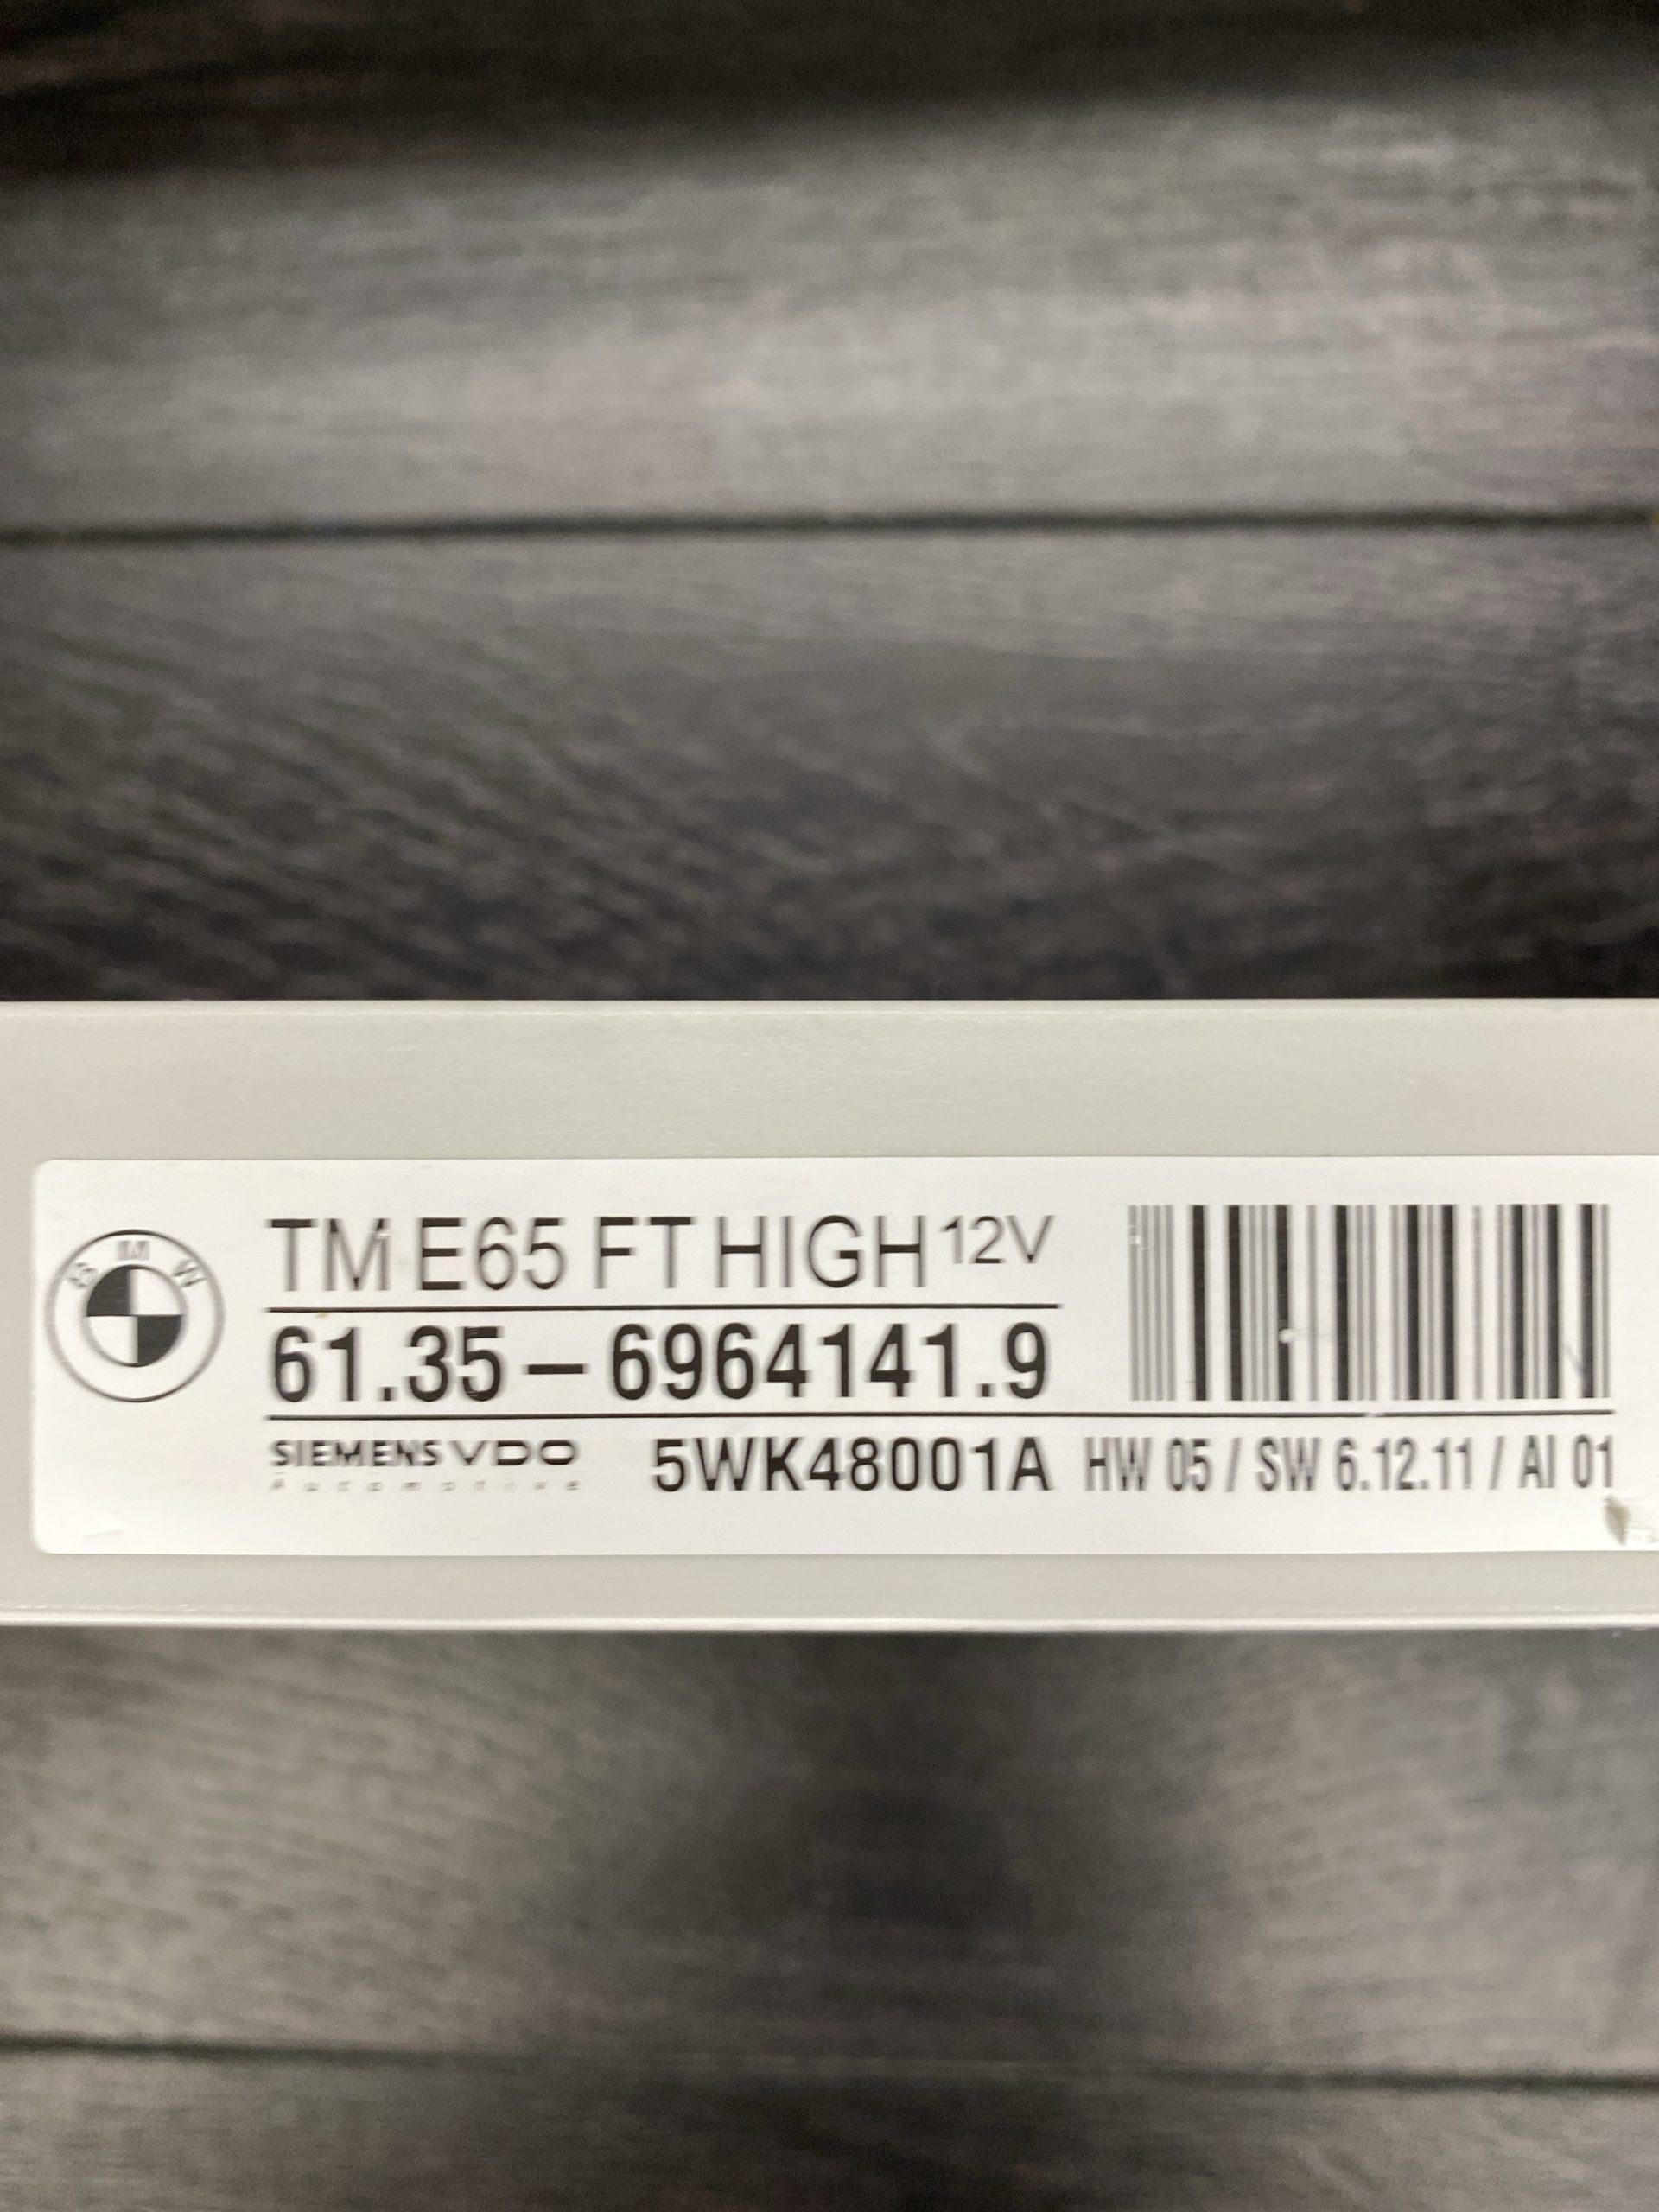 BMW
TM E65 FT HIGH 12V
61.35 – 6964141.9
SIEMENS VDO
Automotive
5WK48001A HW 05 / SW 6.12.11 / AI 01